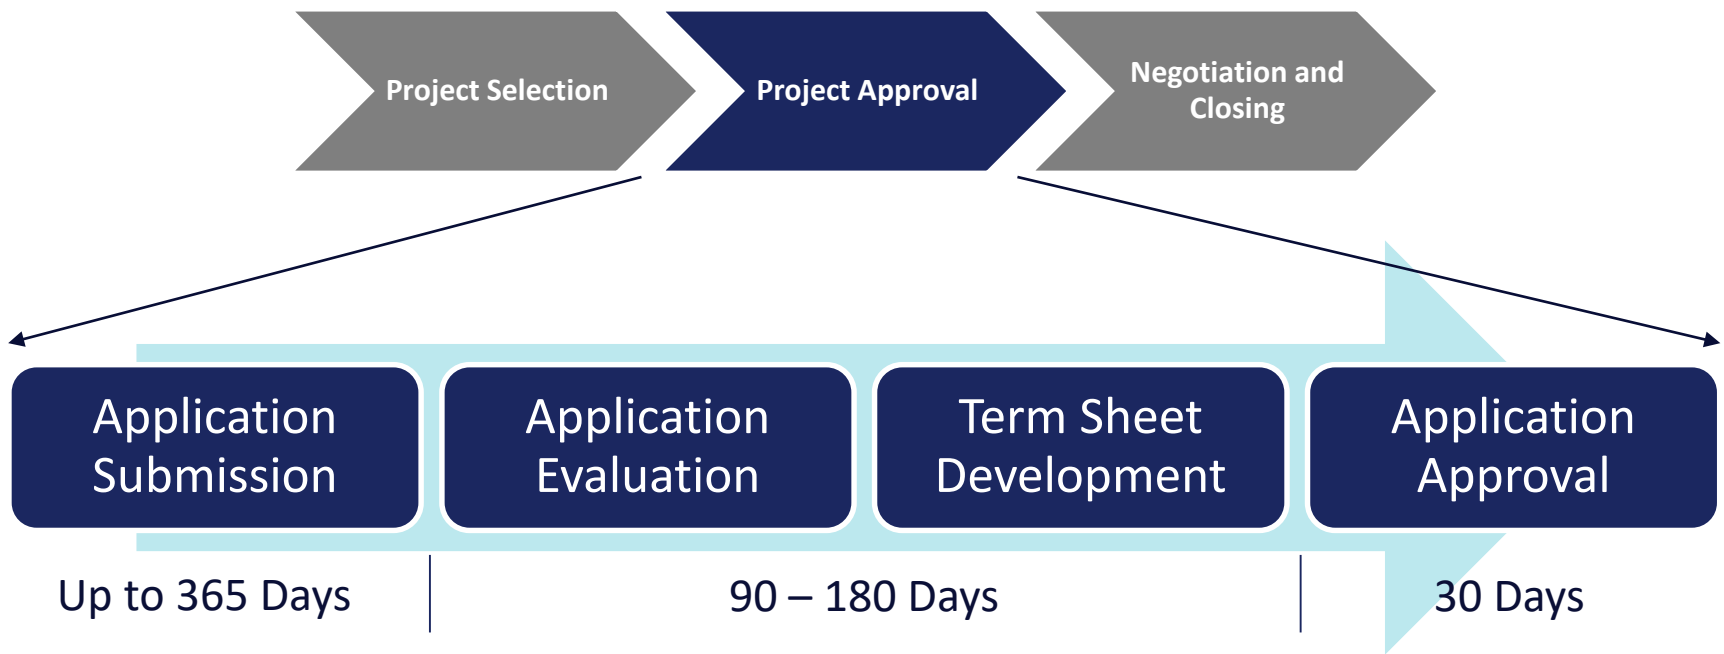 Project Selection
Project Approval
Negotiation and
Closing
Application
Submission
Application
Evaluation
Term Sheet
Development
Application
Approval
Up to 365 Days
90 – 180 Days
30 Days